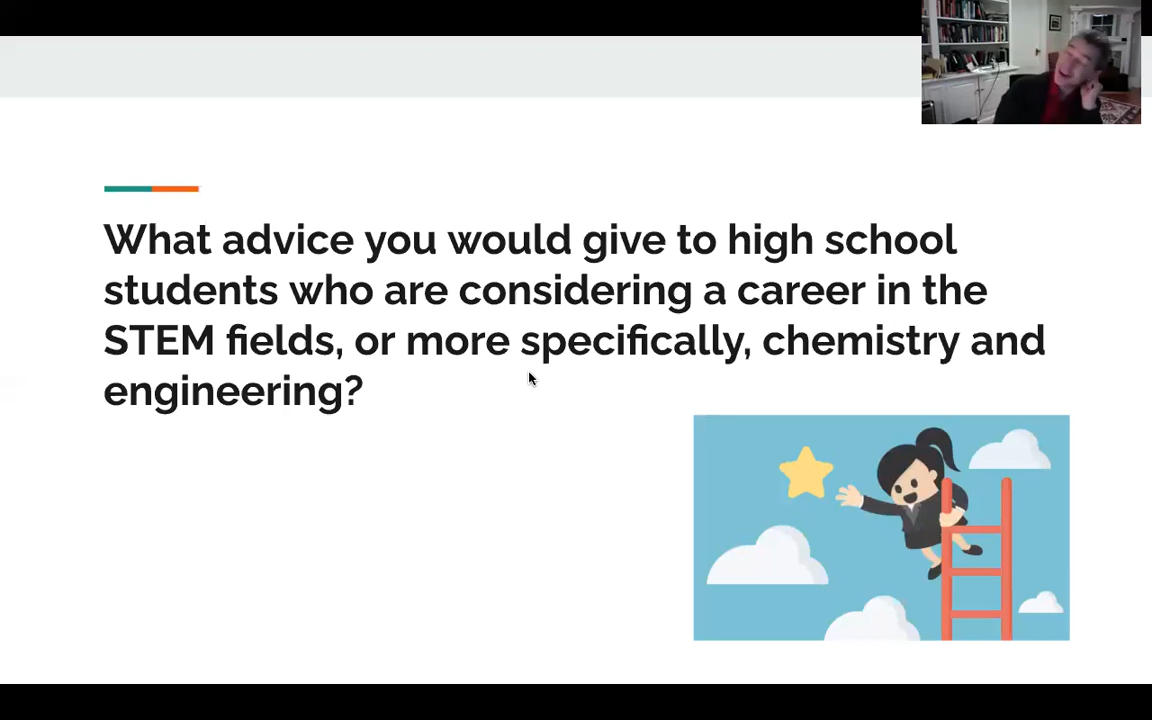 What advice you would give to high school
students who are considering a career in the
STEM fields, or more specifically, chemistry and
engineering?